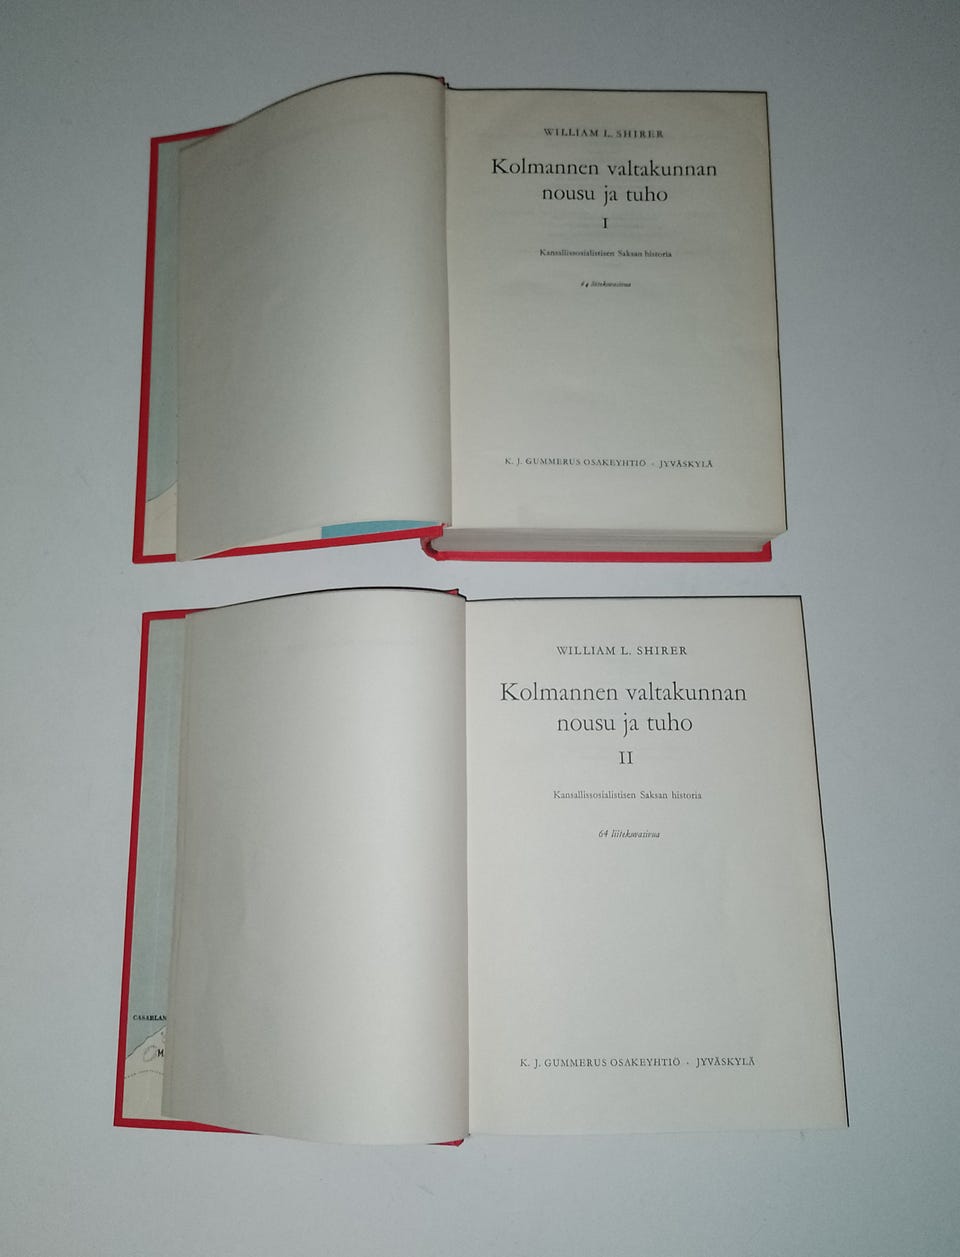 WILLIAM L. SHIRER
Kolmannen valtakunnan
nousu ja tuho
I
Kansallissosialistisen Saksan historia
64 liitekuvasivua
K. J. GUMMERUS OSAKEYHTIÖ · JYVÄSKYLÄ
WILLIAM L. SHIRER
Kolmannen valtakunnan
nousu ja tuho
II
Kansallissosialistisen Saksan historia
64 liitekuvasivua
CASABLAN
M
K. J. GUMMERUS OSAKEYHTIÖ · JYVÄSKYLÄ